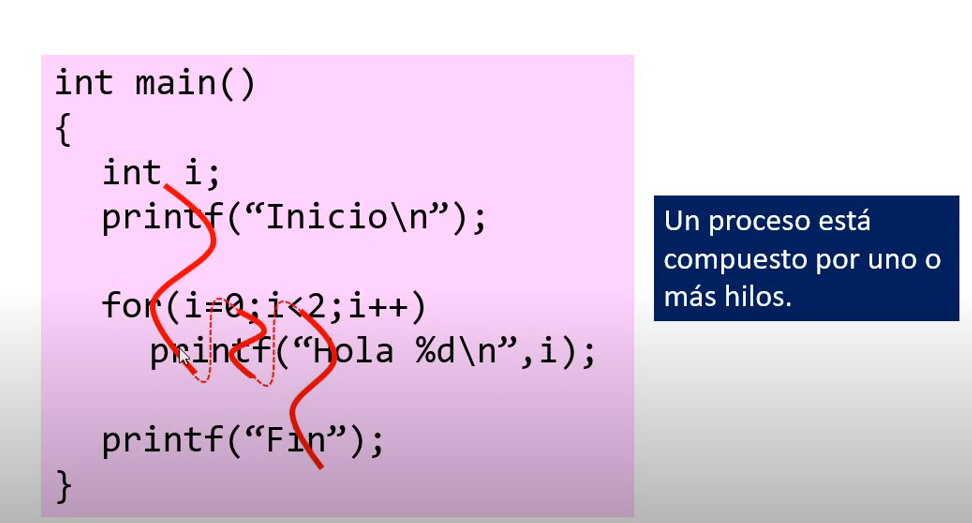 int main()
{
int i;
printf(“Inicio\n”);
for(i=0;i<2;i++)
printf(“Hola %d\n”,i);
printf(“Fin”);
}
Un proceso está
compuesto por uno o
más hilos.